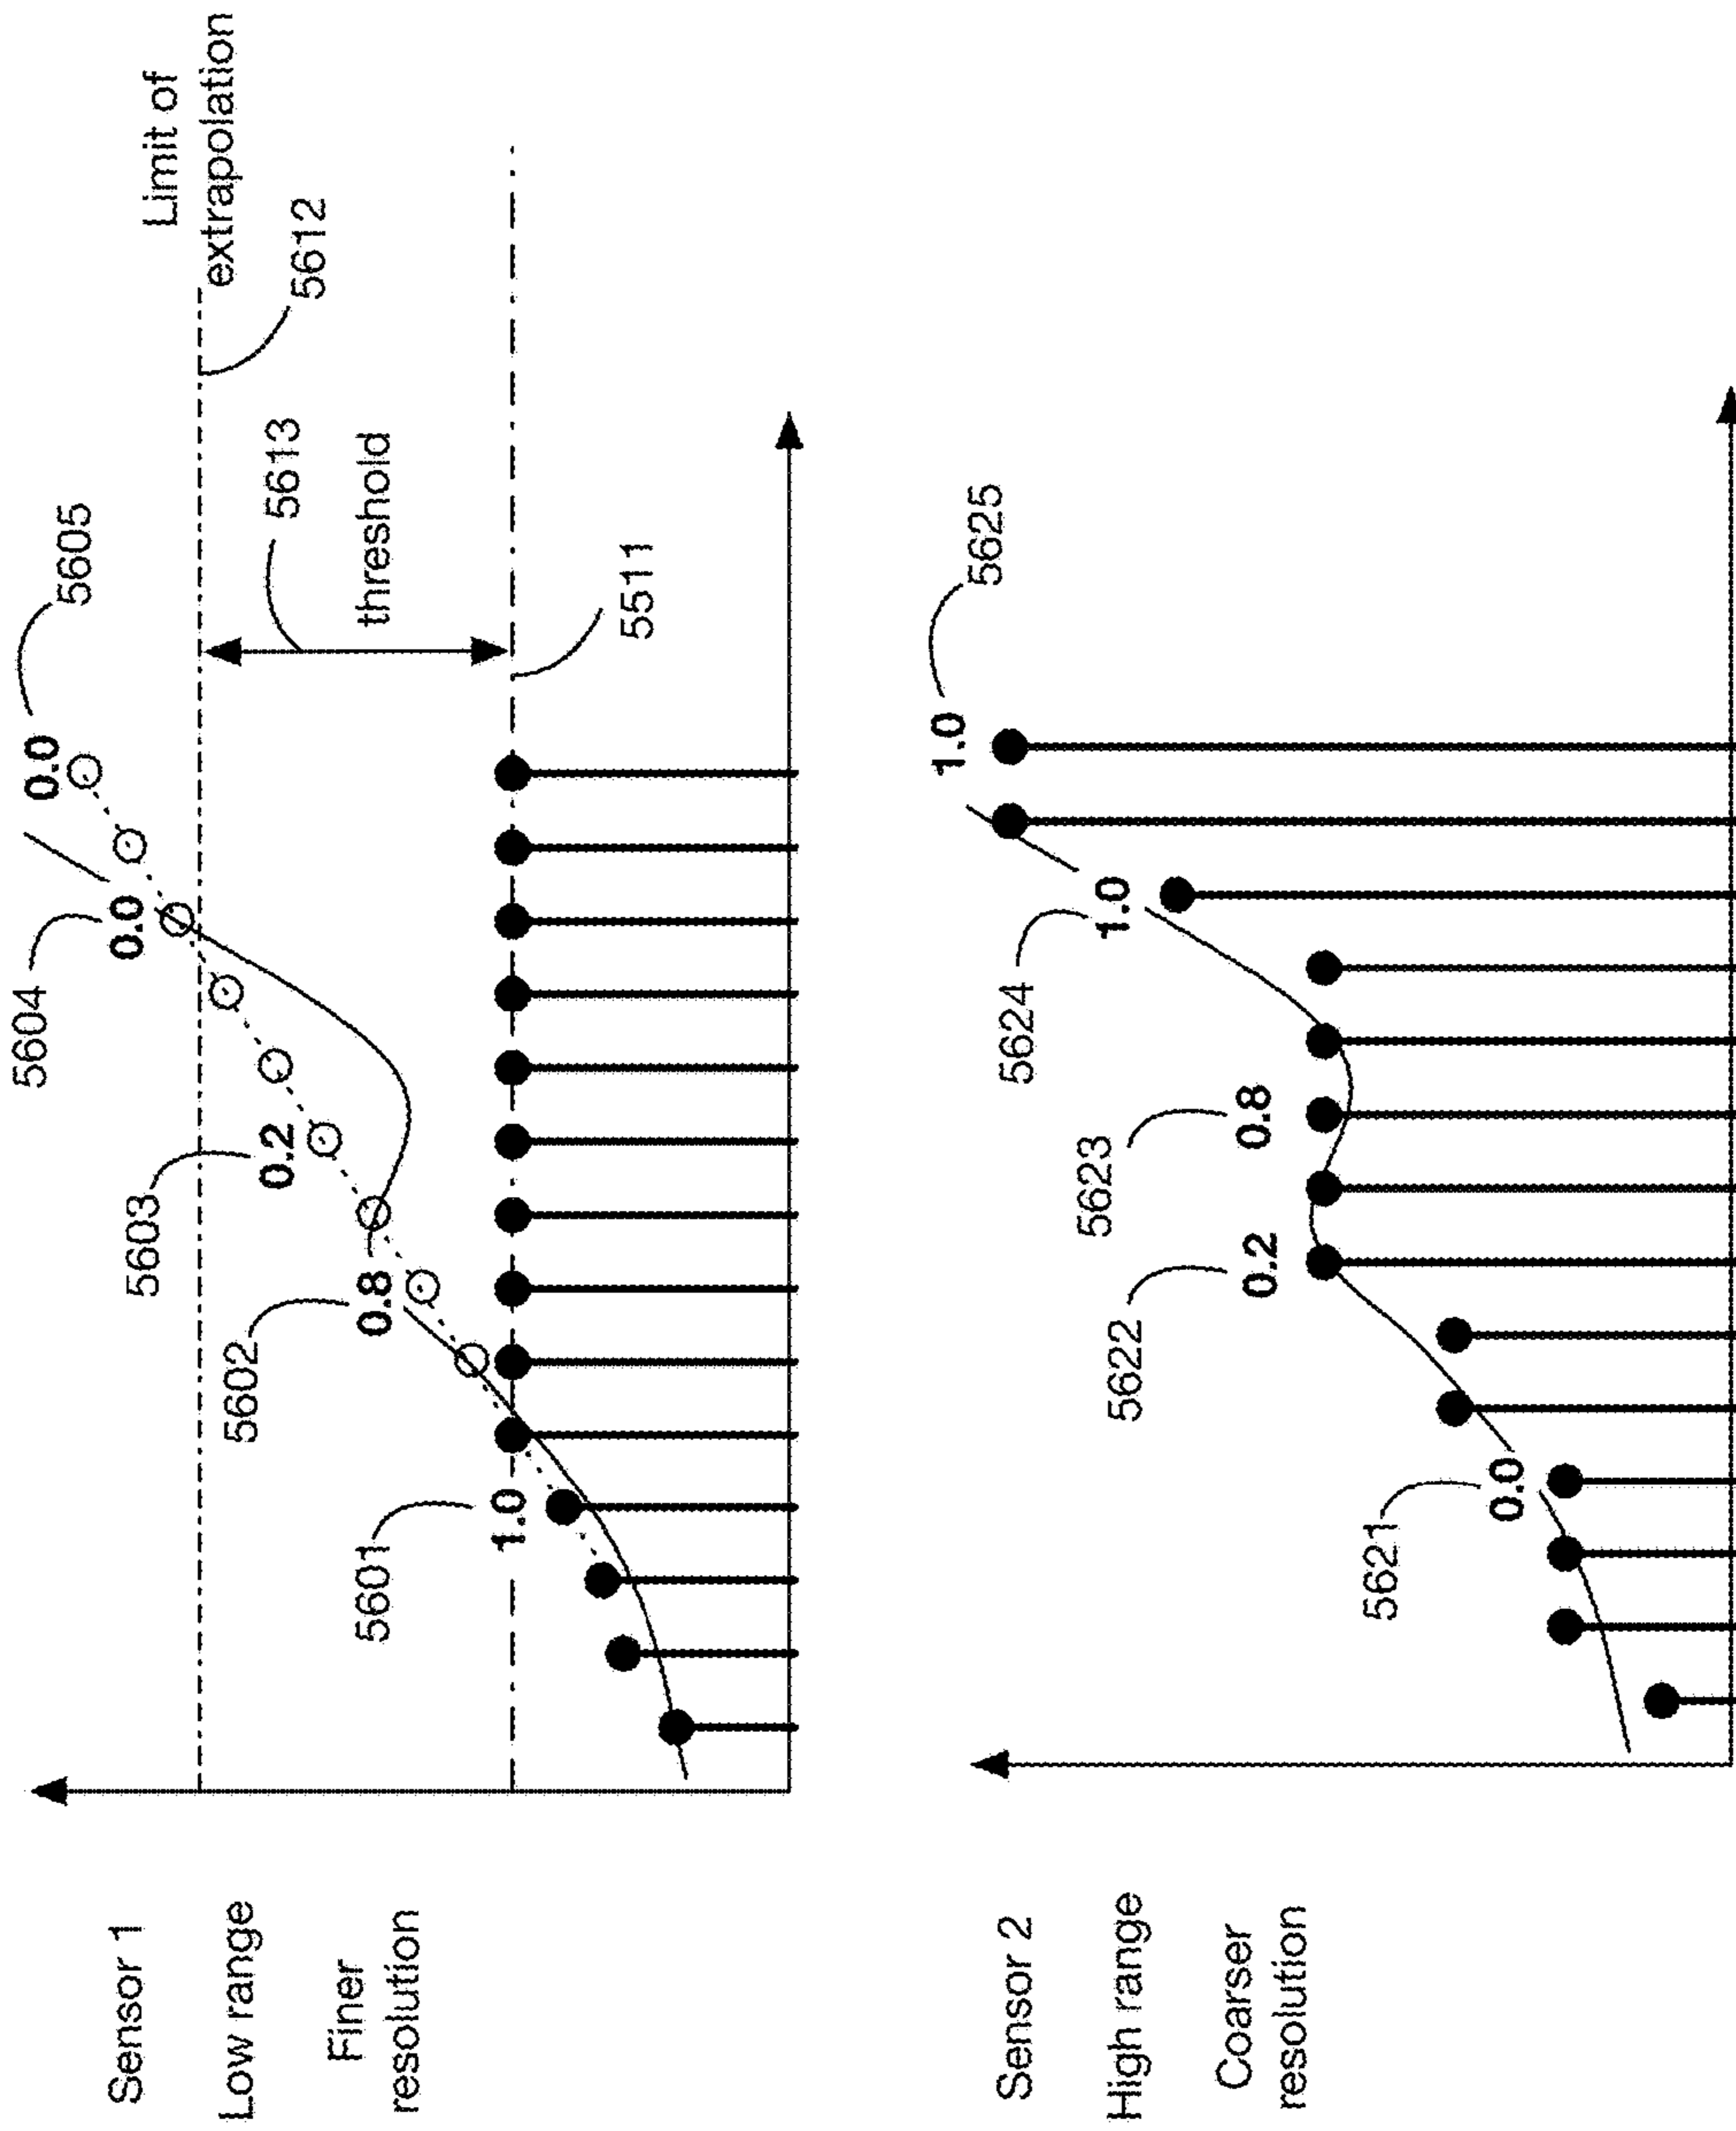 Sensor 1
Low range
Finer
resolution
5601
1.0
5602
0.8
5603
0.2
5604
0.0
5605
0.0
5613
threshold
5511
Limit of
extrapolation
5612
Sensor 2
High range
Coarser
resolution
5621
0.0
5622
0.2
5623
0.8
5624
1.0
5625
1.0